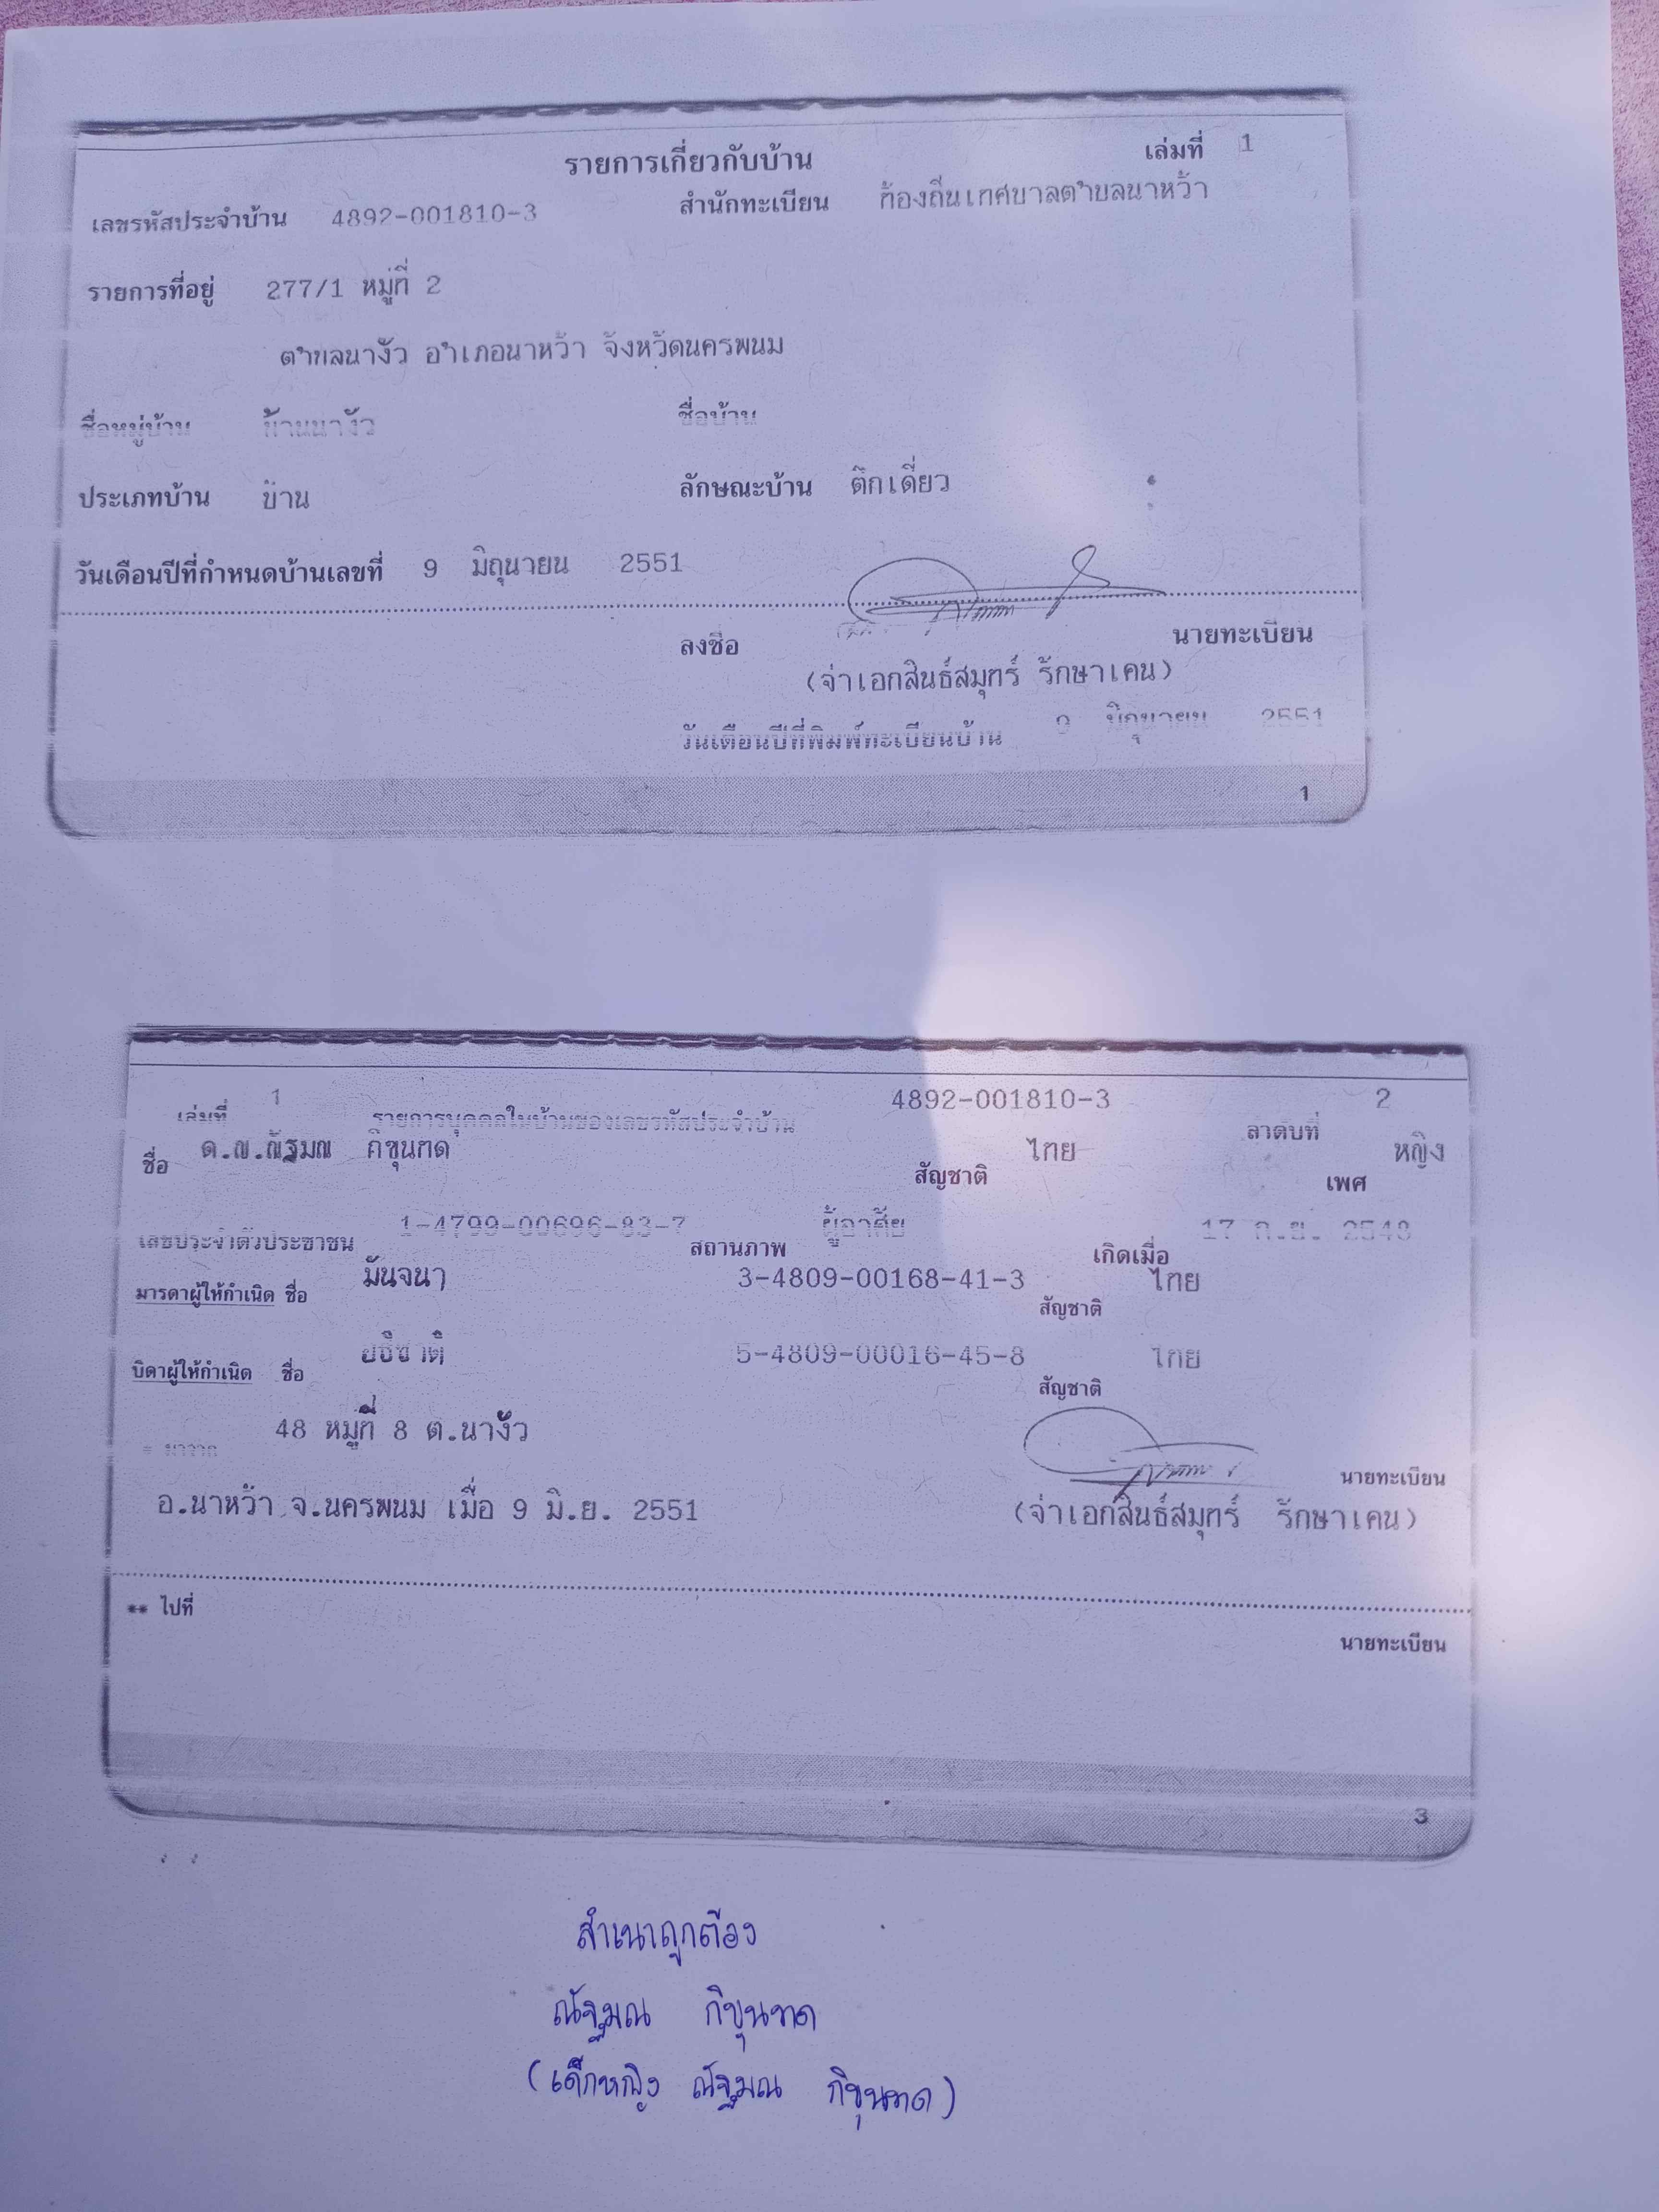 รายการเกี่ยวกับบ้าน เล่มที่ 1
เลขรหัสประจำบ้าน 4892-001810-3 สำนักทะเบียน ท้องถิ่นเทศบาลตำบลนาหว้า
รายการที่อยู่ 277/1 หมู่ที่ 2
ตำบลนางัว อำเภอนาหว้า จังหวัดนครพนม
ชื่อหมู่บ้าน บ้านนางัว ชื่อบ้าน
ประเภทบ้าน บ้าน ลักษณะบ้าน ตึกเดี่ยว
วันเดือนปีที่กำหนดบ้านเลขที่ 9 มิถุนายน 2551
ลงชื่อ นายทะเบียน
(จ่าเอกสินธ์สมุทร์ รักษาเคน)
วันเดือนปีที่พิมพ์ทะเบียนบ้าน 9 มิถุนายน 2551
1
เล่มที่ 1 รายการบุคคลในบ้านของเลขรหัสประจำบ้าน 4892-001810-3 ลำดับที่ 2
ชื่อ ด.ญ.ณัฐมณ กิขุนทด สัญชาติ ไทย เพศ หญิง
เลขประจำตัวประชาชน 1-4799-00696-83-7 สถานภาพ ผู้อาศัย เกิดเมื่อ 17 ก.ย. 2548
มารดาผู้ให้กำเนิด ชื่อ มันจนา 3-4809-00168-41-3 สัญชาติ ไทย
บิดาผู้ให้กำเนิด ชื่อ อธิชาติ 5-4809-00016-45-8 สัญชาติ ไทย
* มาจาก 48 หมู่ที่ 8 ต.นางัว
อ.นาหว้า จ.นครพนม เมื่อ 9 มิ.ย. 2551 นายทะเบียน
(จ่าเอกสินธ์สมุทร์ รักษาเคน)
** ไปที่
นายทะเบียน
3
สำเนาถูกต้อง
ณัฐมณ กิขุนทด
(เด็กหญิง ณัฐมณ กิขุนทด)